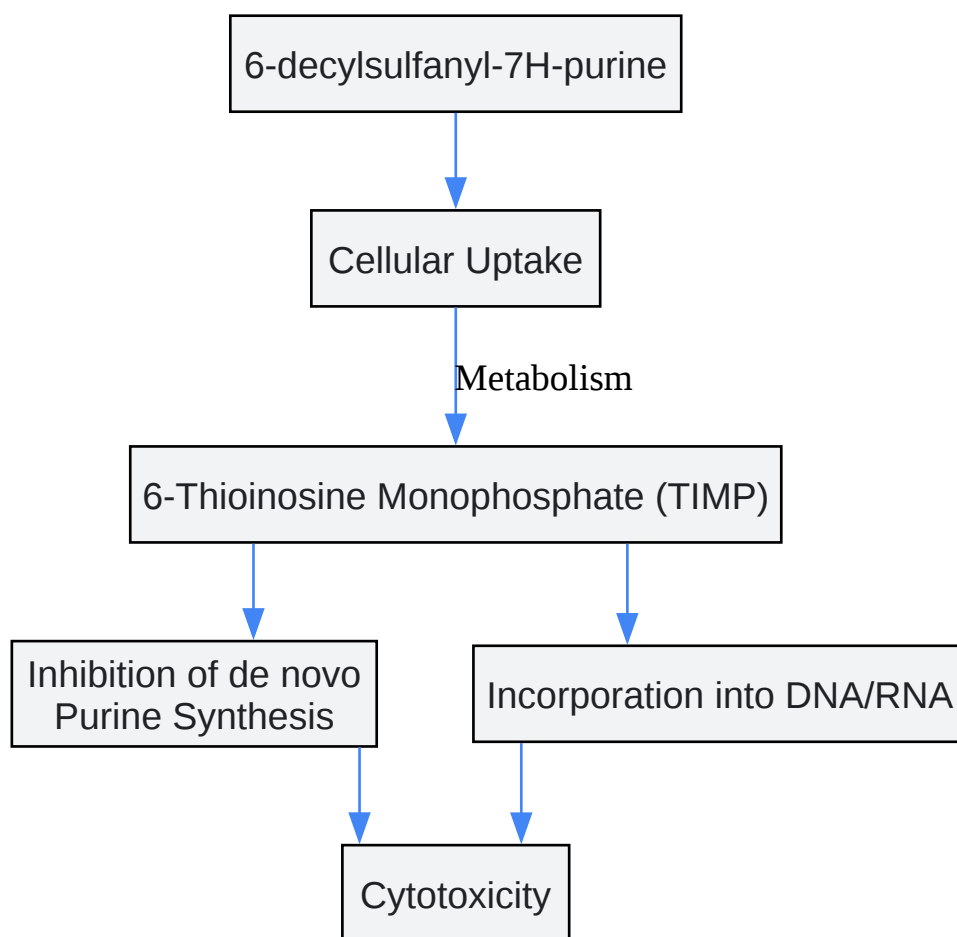 6-decylsulfanyl-7H-purine
Cellular Uptake
Metabolism
6-Thioinosine Monophosphate (TIMP)
Inhibition of de novo
Purine Synthesis
Incorporation into DNA/RNA
Cytotoxicity